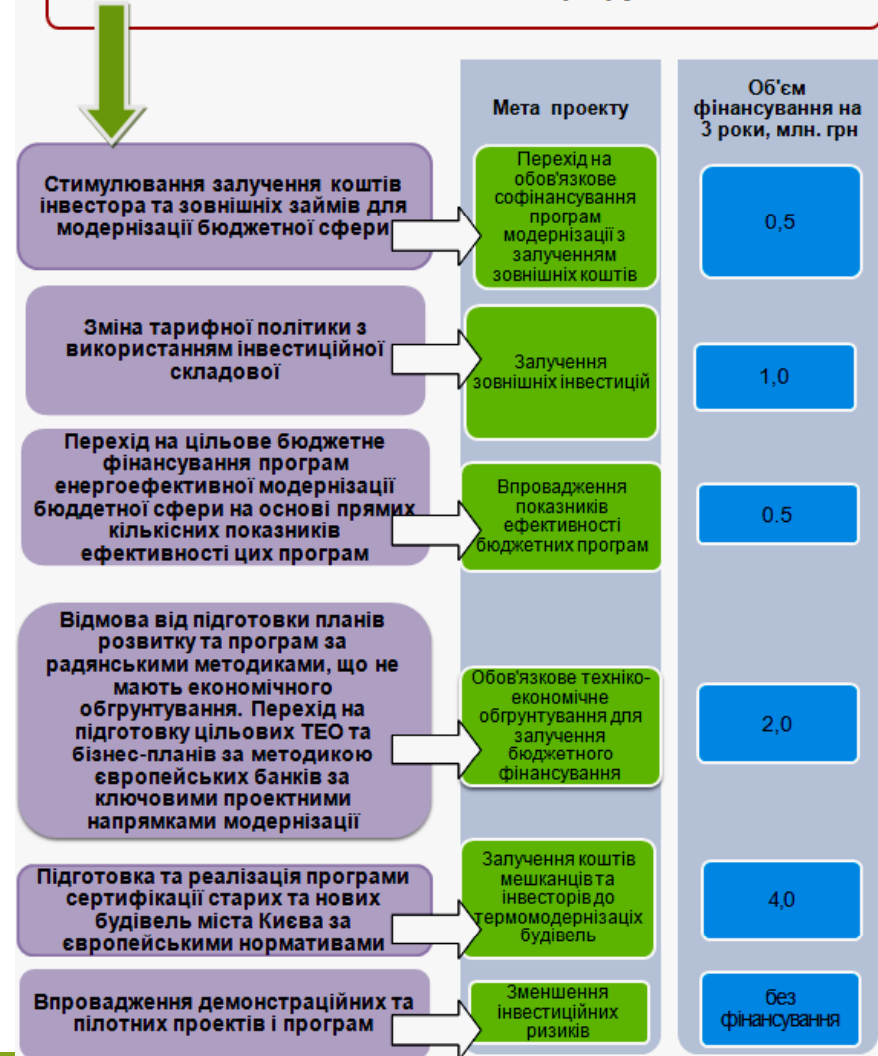 Мета проекту
Об'єм
фінансування на
3 роки, млн. грн
Стимулювання залучення коштів
інвестора та зовнішніх займів для
модернізації бюджетної сфери
Перехід на
обов'язкове
софінансування
програм
модернізації з
залученням
зовнішніх коштів
0,5
Зміна тарифної політики з
використанням інвестиційної
складової
Залучення
зовнішніх інвестицій
1,0
Перехід на цільове бюджетне
фінансування програм
енергоефективної модернізації
бюддетної сфери на основі прямих
кількісних показників
ефективності цих програм
Впровадження
показників
ефективності
бюджетних програм
0.5
Відмова від підготовки планів
розвитку та програм за
радянськими методиками, що не
мають економічного
обгрунтування. Перехід на
підготовку цільових ТЕО та
бізнес-планів за методикою
європейських банків за
ключовими проектними
напрямками модернізації
Обов'язкове техніко-
економічне
обгрунтування для
залучення
бюджетного
фінансування
2,0
Підготовка та реалізація програми
сертифікації старих та нових
будівель міста Києва за
європейськими нормативами
Залучення коштів
мешканців та
інвесторів до
термомодернізаціх
будівель
4,0
Впровадження демонстраційних та
пілотних проектів і програм
Зменшення
інвестиційних
ризиків
без
фінансування